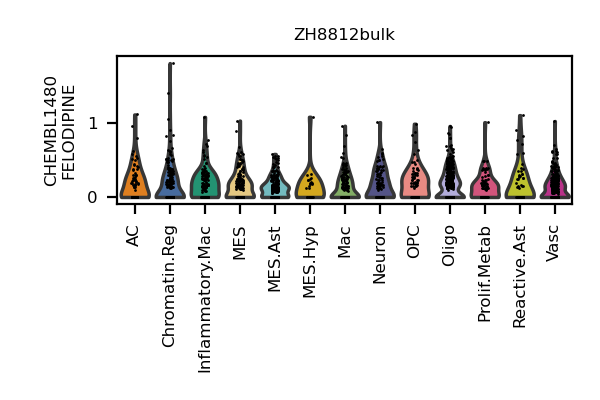 ZH8812bulk
CHEMBL1480
FELODIPINE
1
0
AC
Chromatin.Reg
Inflammatory.Mac
MES
MES.Ast
MES.Hyp
Mac
Neuron
OPC
Oligo
Prolif.Metab
Reactive.Ast
Vasc